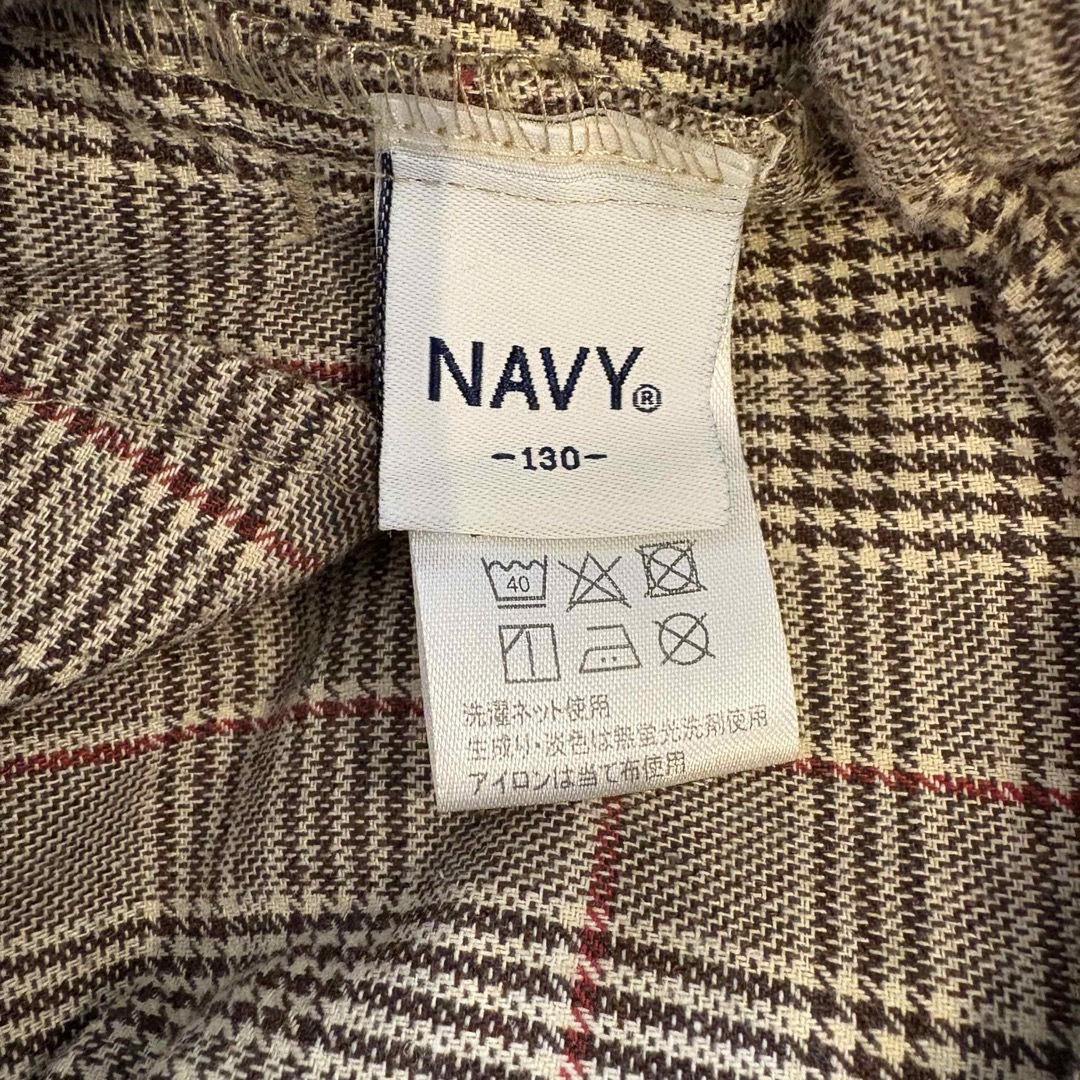 NAVY®
-130-
40
洗濯ネット使用
生成り・淡色は無蛍光洗剤使用
アイロンは当て布使用